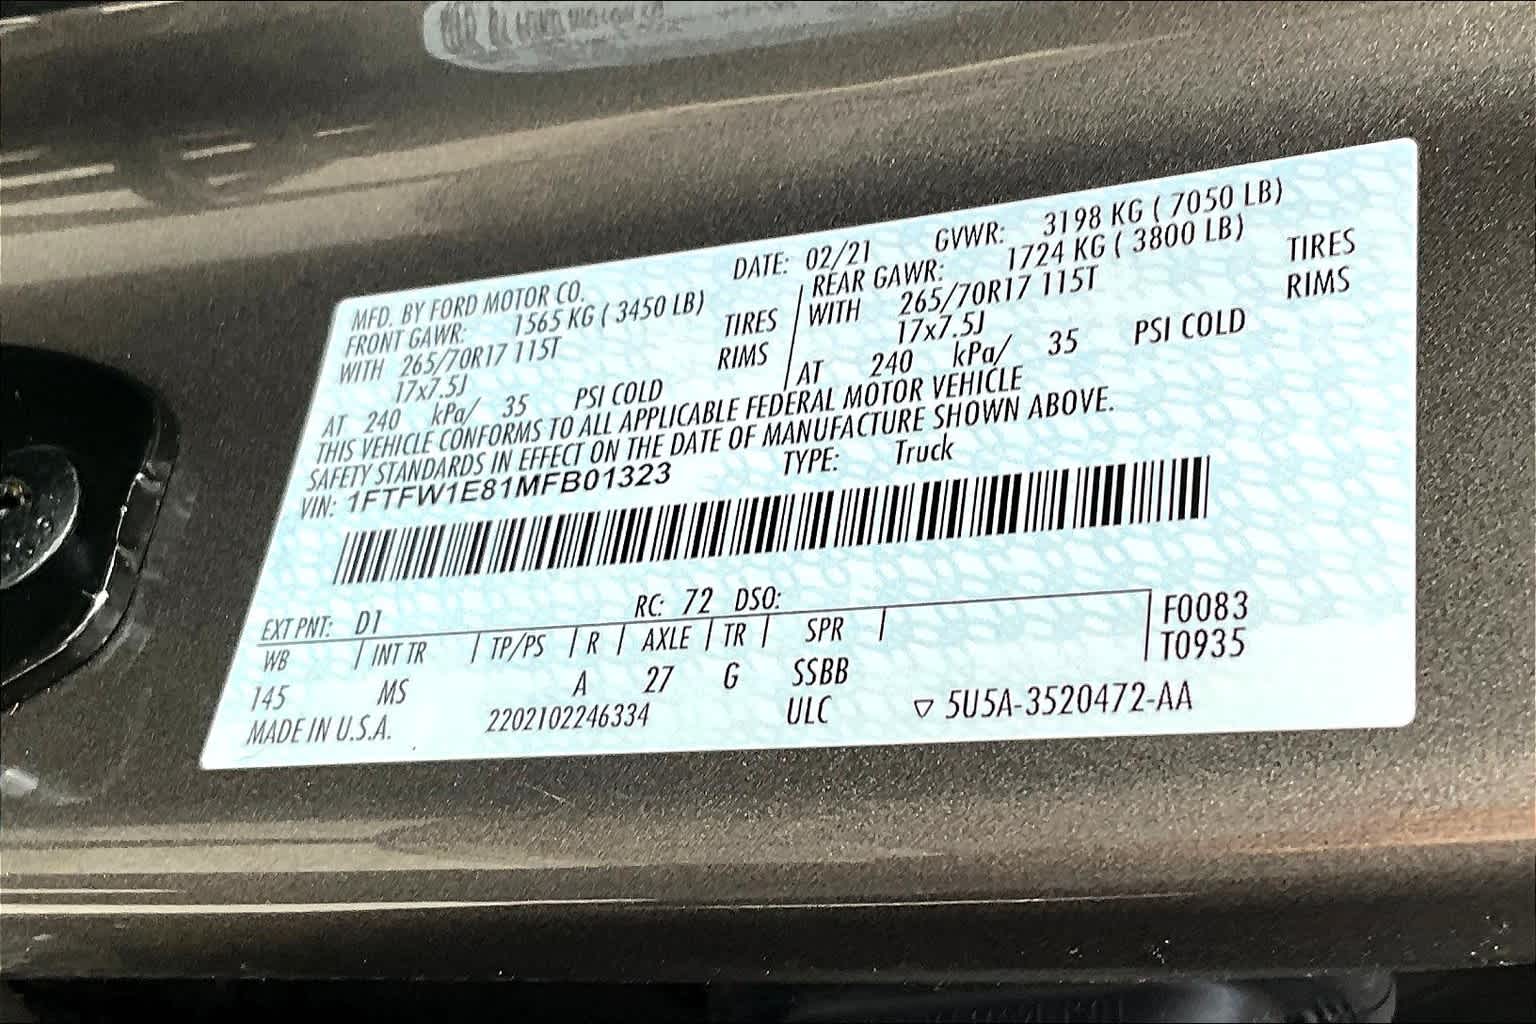 MFD. BY FORD MOTOR CO. DATE: 02/21 GVWR: 3198 KG ( 7050 LB)
FRONT GAWR: 1565 KG ( 3450 LB) REAR GAWR: 1724 KG ( 3800 LB)
WITH 265/70R17 115T TIRES WITH 265/70R17 115T TIRES
17x7.5J RIMS 17x7.5J RIMS
AT 240 kPa/ 35 PSI COLD AT 240 kPa/ 35 PSI COLD
THIS VEHICLE CONFORMS TO ALL APPLICABLE FEDERAL MOTOR VEHICLE
SAFETY STANDARDS IN EFFECT ON THE DATE OF MANUFACTURE SHOWN ABOVE.
VIN: 1FTFW1E81MFB01323 TYPE: Truck
EXT PNT: D1 RC: 72 DSO: F0083
WB INT TR TP/PS R AXLE TR SPR T0935
145 MS A 27 G SSBB
MADE IN U.S.A. 2202102246334 ULC ▽ 5U5A-3520472-AA